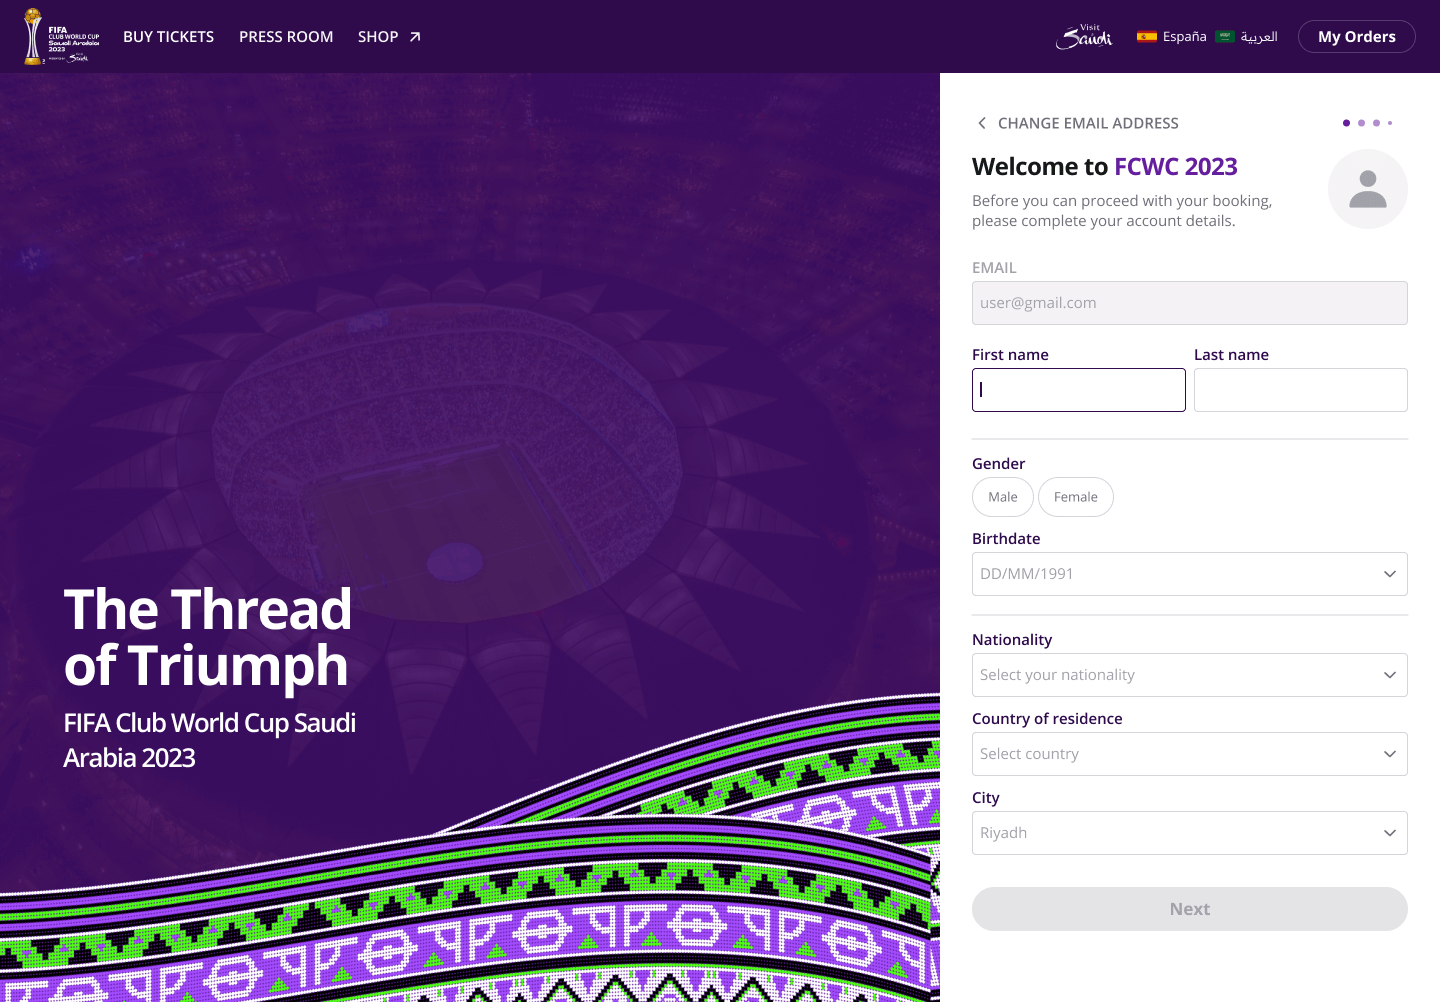 FIFA
CLUB WORLD CUP
Saudi Arabia
2023
Visit
Saudi
BUY TICKETS
PRESS ROOM
SHOP
Visit
Saudi
España
العربية
My Orders
The Thread
of Triumph
FIFA Club World Cup Saudi
Arabia 2023
CHANGE EMAIL ADDRESS
Welcome to FCWC 2023
Before you can proceed with your booking,
please complete your account details.
EMAIL
user@gmail.com
First name
Last name
Gender
Male
Female
Birthdate
DD/MM/1991
Nationality
Select your nationality
Country of residence
Select country
City
Riyadh
Next